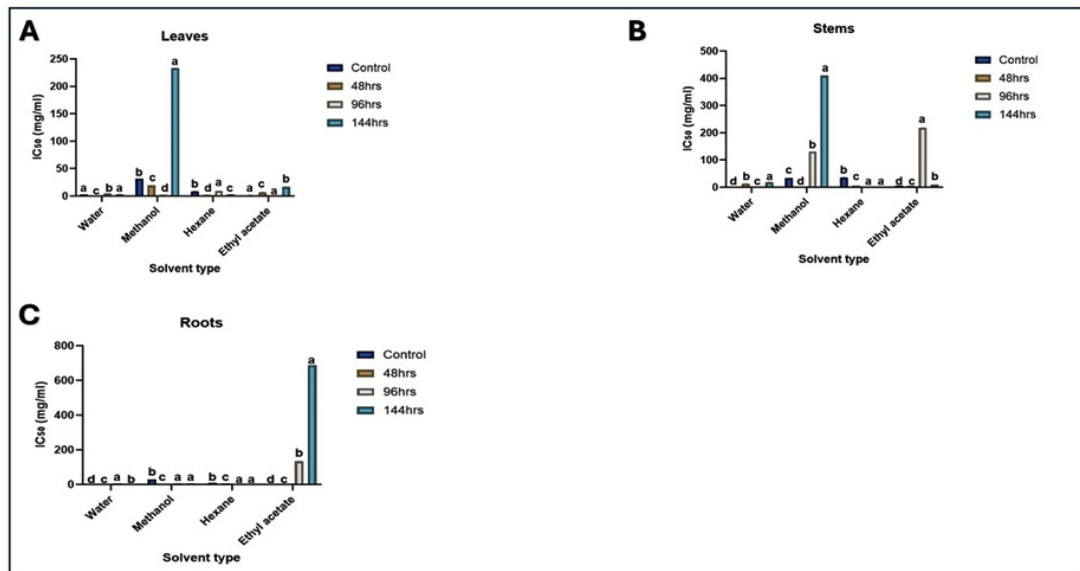 A
Leaves
IC50 (mg/ml)
250
200
150
100
50
0
a c b a
b c d a
b d a c
a c a b
Water
Methanol
Hexane
Ethyl acetate
Solvent type
Control
48hrs
96hrs
144hrs
B
Stems
IC50 (mg/ml)
500
400
300
200
100
0
d b c a
c d b a
b c a a
d c a b
Water
Methanol
Hexane
Ethyl acetate
Solvent type
Control
48hrs
96hrs
144hrs
C
Roots
IC50 (mg/ml)
800
600
400
200
0
d c a b
b c a a
b c a a
d c b a
Water
Methanol
Hexane
Ethyl acetate
Solvent type
Control
48hrs
96hrs
144hrs